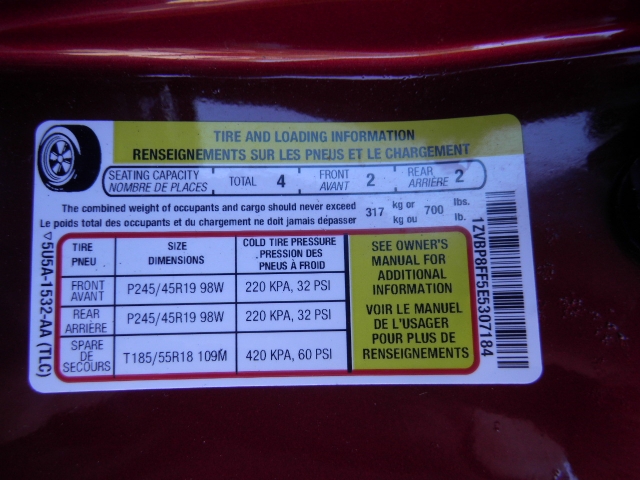 TIRE AND LOADING INFORMATION
RENSEIGNEMENTS SUR LES PNEUS ET LE CHARGEMENT
SEATING CAPACITY TOTAL 4 FRONT 2 REAR 2
NOMBRE DE PLACES AVANT ARRIÈRE
The combined weight of occupants and cargo should never exceed 317 kg or 700 lbs.
Le poids total des occupants et du chargement ne doit jamais dépasser kg ou lb.
TIRE SIZE COLD TIRE PRESSURE
PNEU DIMENSIONS PRESSION DES
PNEUS À FROID
FRONT
AVANT P245/45R19 98W 220 KPA, 32 PSI
REAR
ARRIÈRE P245/45R19 98W 220 KPA, 32 PSI
SPARE
DE
SECOURS T185/55R18 109M 420 KPA, 60 PSI
SEE OWNER'S
MANUAL FOR
ADDITIONAL
INFORMATION
VOIR LE MANUEL
DE L'USAGER
POUR PLUS DE
RENSEIGNEMENTS
5U5A-1532-AA (TLC)
1ZVBP8FF5E5307184